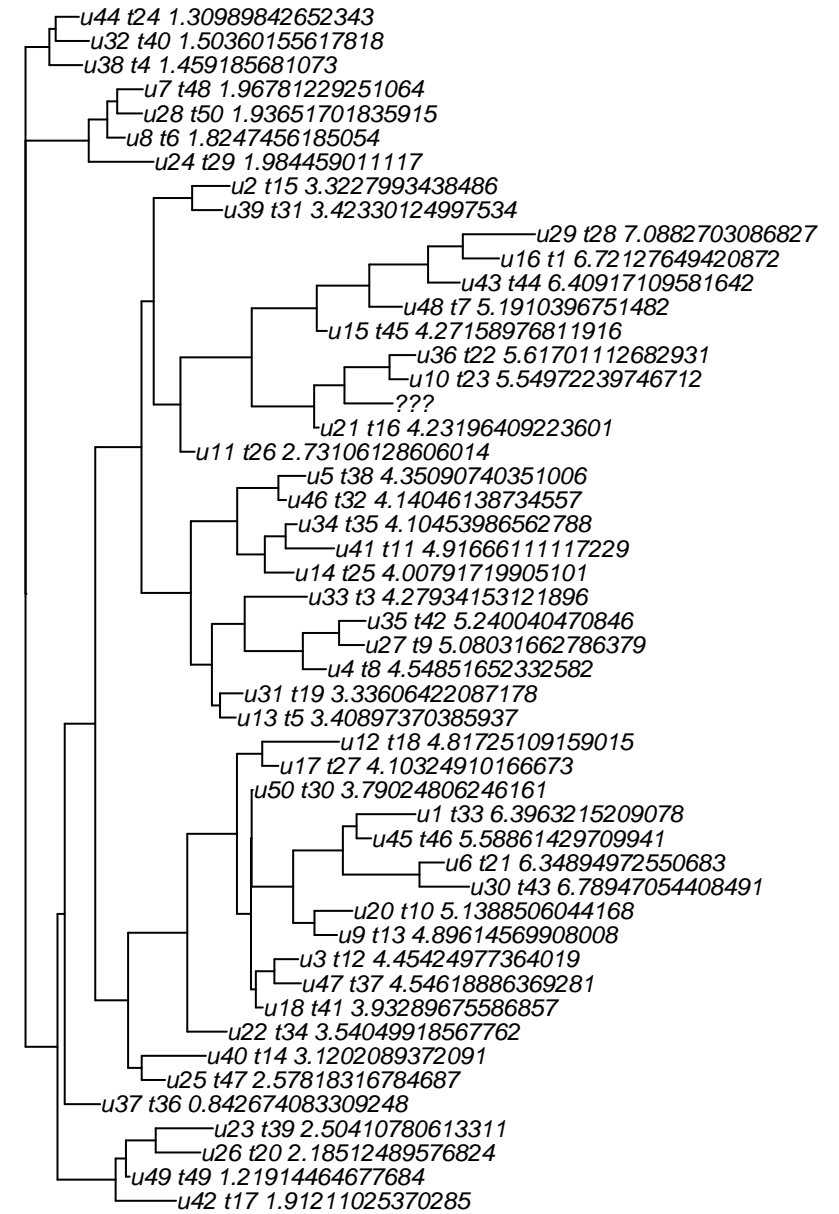 u44 t24 1.30989842652343
u32 t40 1.50360155617818
u38 t4 1.459185681073
u7 t48 1.96781229251064
u28 t50 1.93651701835915
u8 t6 1.8247456185054
u24 t29 1.984459011117
u2 t15 3.3227993438486
u39 t31 3.42330124997534
u29 t28 7.0882703086827
u16 t1 6.72127649420872
u43 t44 6.40917109581642
u48 t7 5.1910396751482
u15 t45 4.27158976811916
u36 t22 5.61701112682931
u10 t23 5.54972239746712
???
u21 t16 4.23196409223601
u11 t26 2.73106128606014
u5 t38 4.35090740351006
u46 t32 4.14046138734557
u34 t35 4.10453986562788
u41 t11 4.91666111117229
u14 t25 4.00791719905101
u33 t3 4.27934153121896
u35 t42 5.240040470846
u27 t9 5.08031662786379
u4 t8 4.54851652332582
u31 t19 3.33606422087178
u13 t5 3.40897370385937
u12 t18 4.81725109159015
u17 t27 4.10324910166673
u50 t30 3.79024806246161
u1 t33 6.3963215209078
u45 t46 5.58861429709941
u6 t21 6.34894972550683
u30 t43 6.78947054408491
u20 t10 5.1388506044168
u9 t13 4.89614569908008
u3 t12 4.45424977364019
u47 t37 4.54618886369281
u18 t41 3.93289675586857
u22 t34 3.54049918567762
u40 t14 3.1202089372091
u25 t47 2.57818316784687
u37 t36 0.842674083309248
u23 t39 2.50410780613311
u26 t20 2.18512489576824
u49 t49 1.21914464677684
u42 t17 1.91211025370285